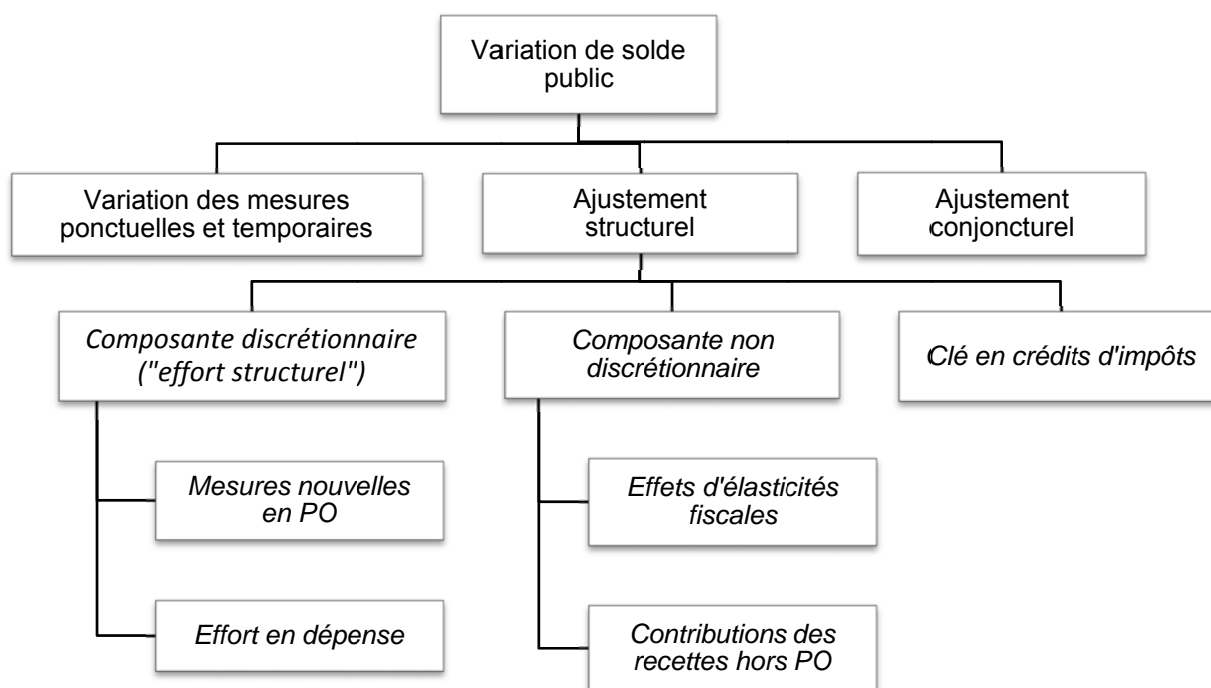 Variation de solde
public
Variation des mesures
ponctuelles et temporaires
Ajustement
structurel
Ajustement
conjoncturel
Composante discrétionnaire
("effort structurel")
Composante non
discrétionnaire
Clé en crédits d'impôts
Mesures nouvelles
en PO
Effets d'élasticités
fiscales
Effort en dépense
Contributions des
recettes hors PO